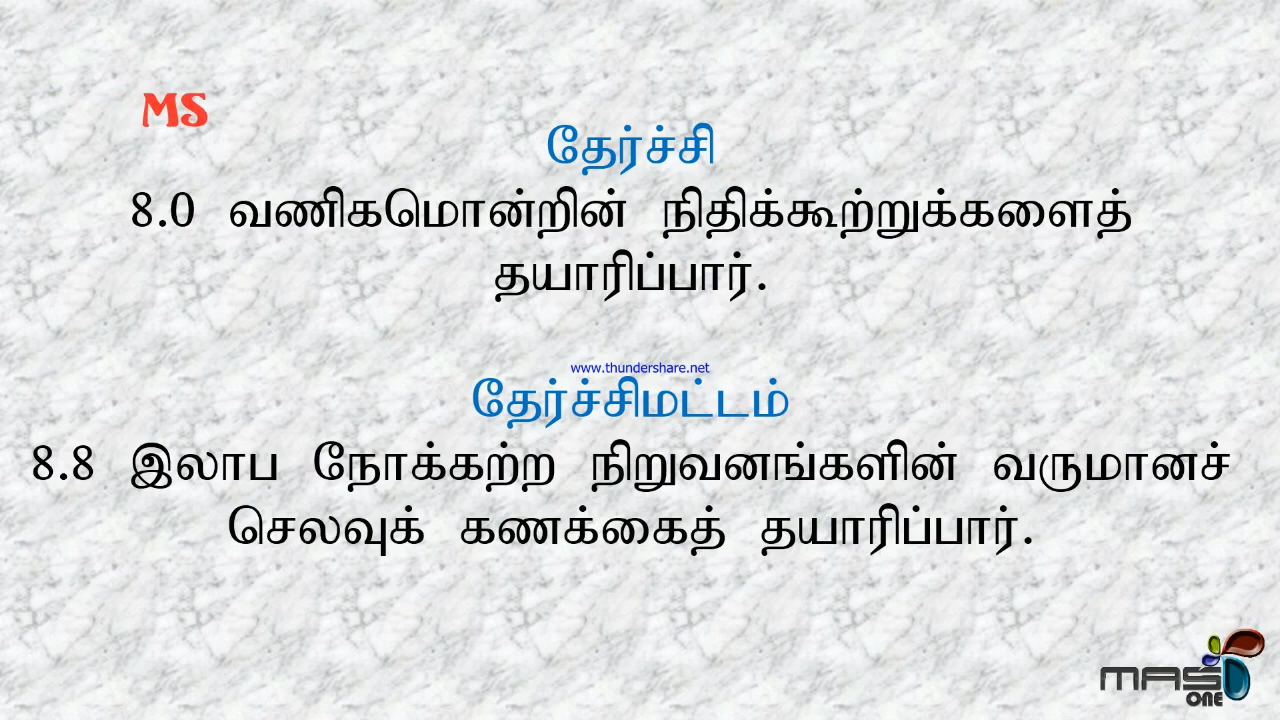 MS
தேர்ச்சி
8.0 வணிகமொன்றின் நிதிக்கூற்றுக்களைத்
தயாரிப்பார்.
www.thundershare.net
தேர்ச்சிமட்டம்
8.8 இலாப நோக்கற்ற நிறுவனங்களின் வருமானச்
செலவுக் கணக்கைத் தயாரிப்பார்.
MAS
ONE